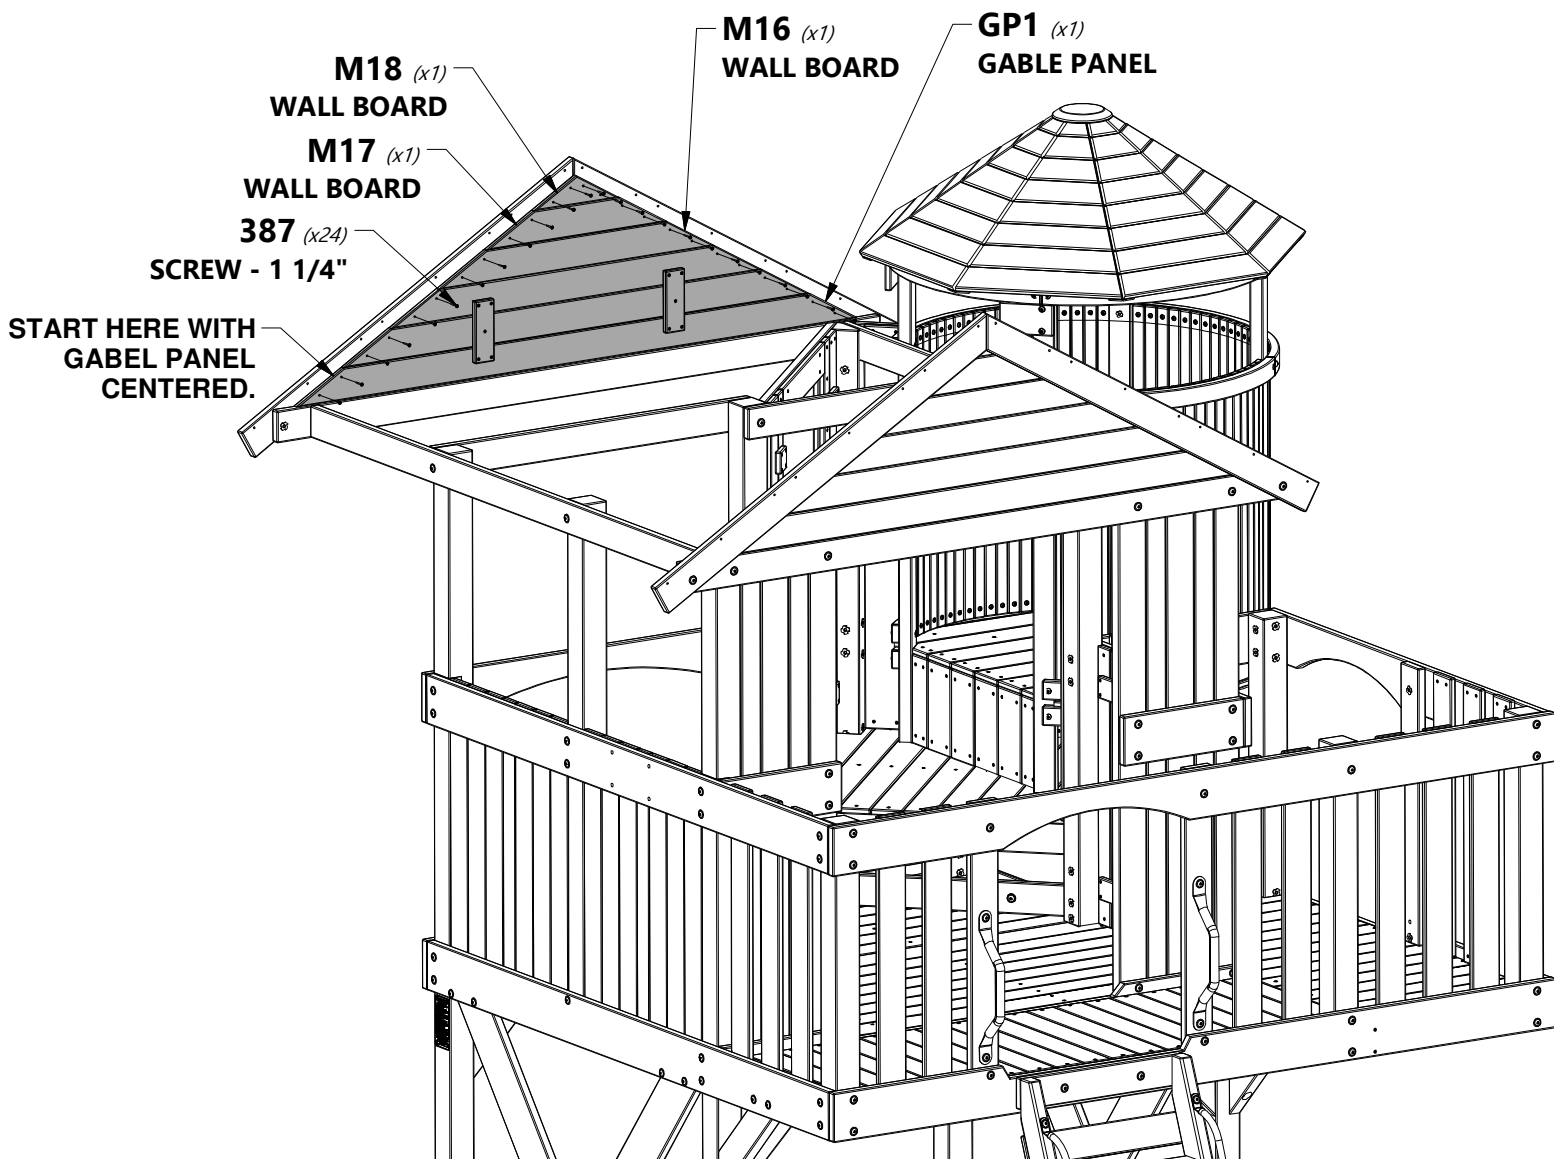 M16 (x1)
WALL BOARD
GP1 (x1)
GABLE PANEL
M18 (x1)
WALL BOARD
M17 (x1)
WALL BOARD
387 (x24)
SCREW - 1 1/4"
START HERE WITH
GABEL PANEL
CENTERED.